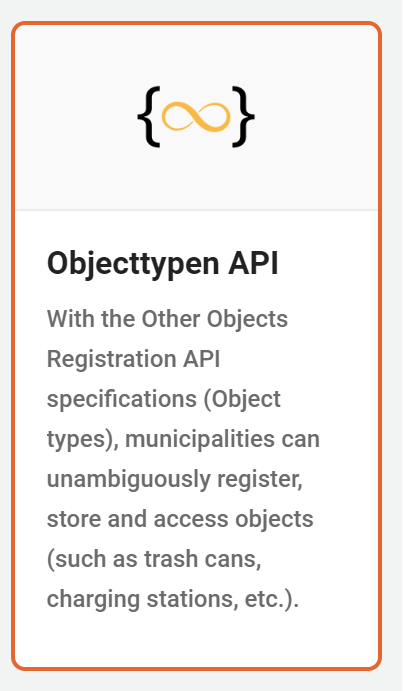 Objecttypen API
With the Other Objects
Registration API
specifications (Object
types), municipalities can
unambiguously register,
store and access objects
(such as trash cans,
charging stations, etc.).